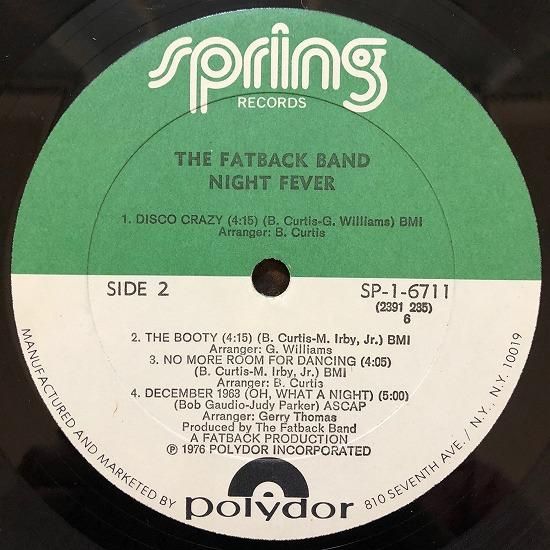 spring
RECORDS
THE FATBACK BAND
NIGHT FEVER
1. DISCO CRAZY (4:15) (B. Curtis-G. Williams) BMI
Arranger: B. Curtis
SIDE 2
SP-1-6711
(2391 235)
6
2. THE BOOTY (4:15) (B. Curtis-M. Irby, Jr.) BMI
Arranger: G. Williams
3. NO MORE ROOM FOR DANCING (4:05)
(B. Curtis-M. Irby, Jr.) BMI
Arranger: B. Curtis
4. DECEMBER 1963 (OH, WHAT A NIGHT) (5:00)
(Bob Gaudio-Judy Parker) ASCAP
Arranger: Gerry Thomas
Produced by The Fatback Band
A FATBACK PRODUCTION
℗ 1976 POLYDOR INCORPORATED
MANUFACTURED AND MARKETED BY
polydor
810 SEVENTH AVE. / N.Y., N.Y. 10019